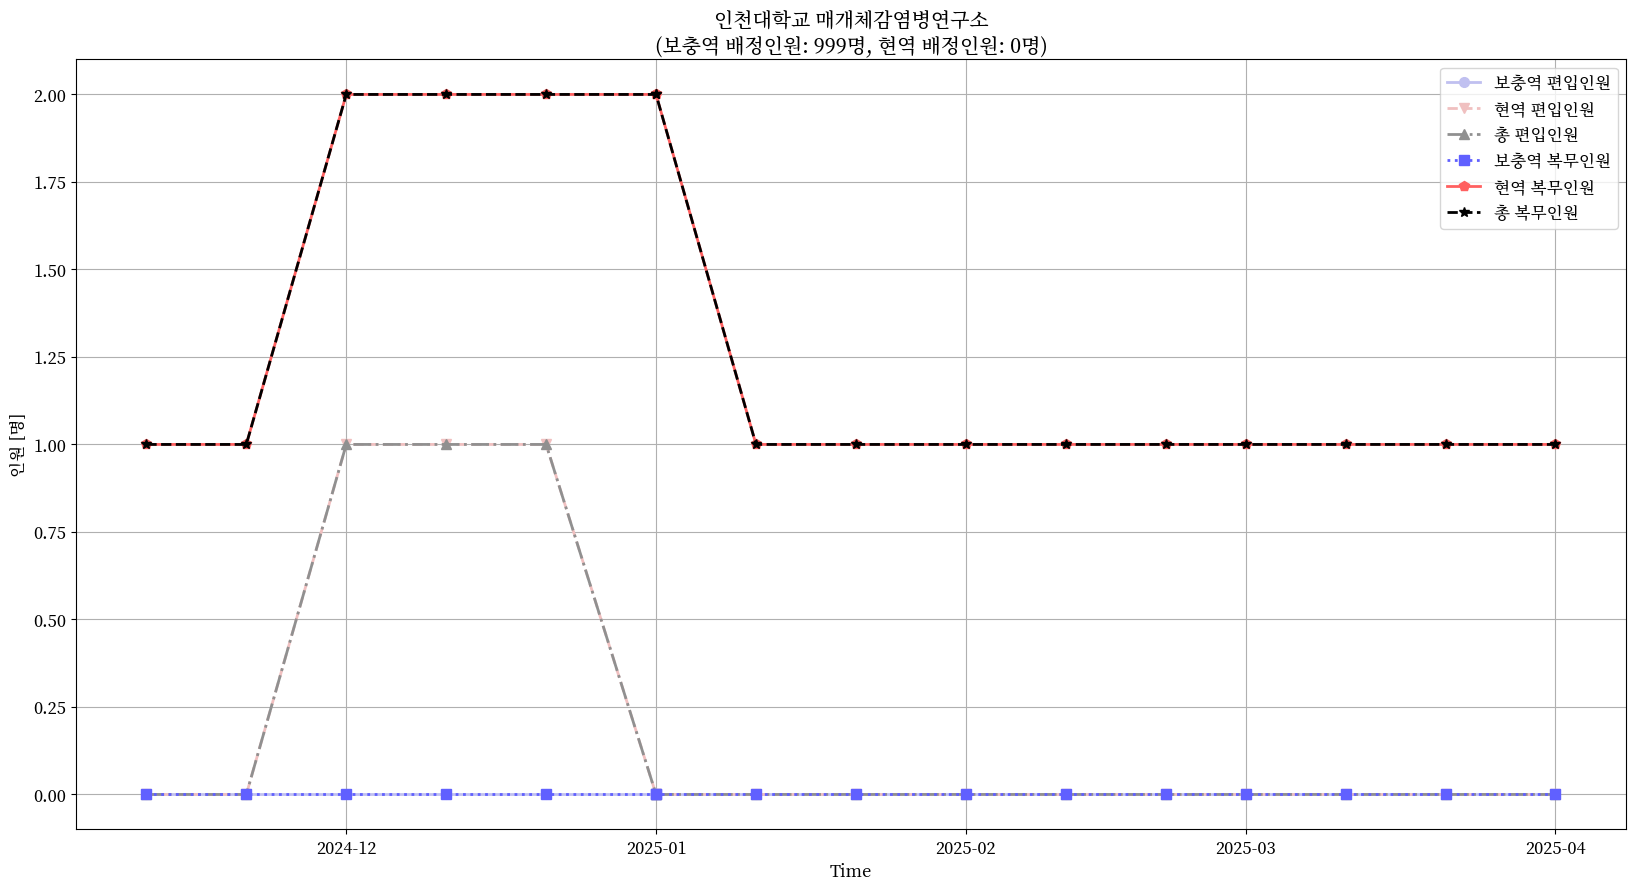 인천대학교 매개체감염병연구소
(보충역 배정인원: 999명, 현역 배정인원: 0명)
보충역 편입인원
현역 편입인원
총 편입인원
보충역 복무인원
현역 복무인원
총 복무인원
인원 [명]
2.00
1.75
1.50
1.25
1.00
0.75
0.50
0.25
0.00
2024-12
2025-01
2025-02
2025-03
2025-04
Time